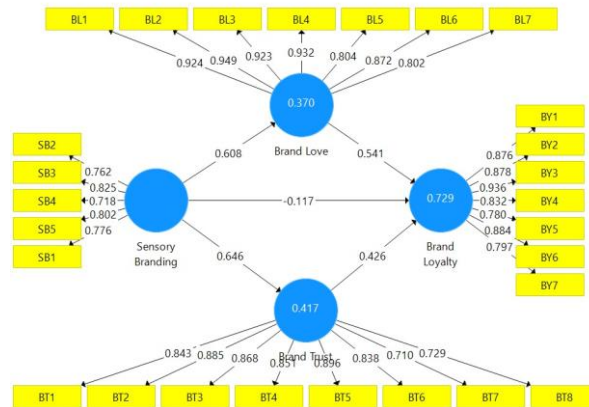 BL1 BL2 BL3 BL4 BL5 BL6 BL7
0.924 0.949 0.923 0.932 0.804 0.872 0.802
0.370
Brand Love
0.608 0.541
SB2
SB3
SB4
SB5
SB1
0.762
0.825
0.718
0.802
0.776
Sensory
Branding
-0.117
0.729
Brand
Loyalty
0.876
0.878
0.936
0.832
0.780
0.884
0.797
BY1
BY2
BY3
BY4
BY5
BY6
BY7
0.646 0.426
0.417
Brand Trust
0.843 0.885 0.868 0.851 0.896 0.838 0.710 0.729
BT1 BT2 BT3 BT4 BT5 BT6 BT7 BT8